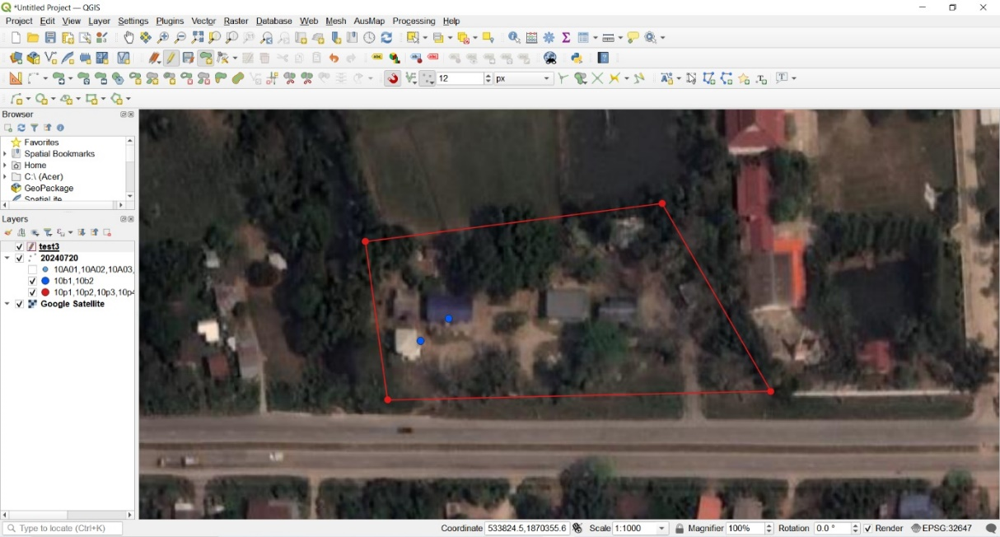 *Untitled Project — QGIS
Project Edit View Layer Settings Plugins Vector Raster Database Web Mesh AusMap Processing Help
12 px
Browser
Favorites
Spatial Bookmarks
Home
C:\ (Acer)
GeoPackage
SpatiaLite
Layers
test3
20240720
10A01,10A02,10A03,
10b1,10b2
10p1,10p2,10p3,10p4
Google Satellite
Type to locate (Ctrl+K)
Coordinate 533824.5,1870355.6 Scale 1:1000 Magnifier 100% Rotation 0.0 ° Render EPSG:32647